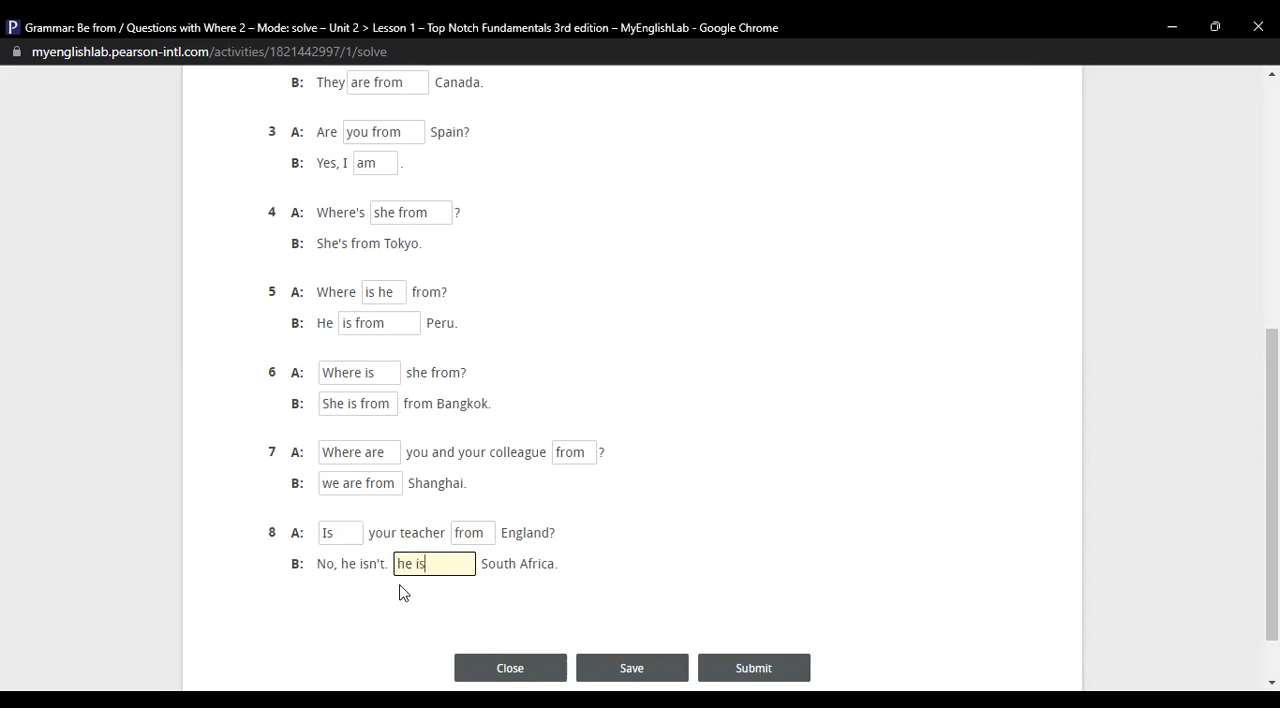 Grammar: Be from / Questions with Where 2 – Mode: solve – Unit 2 > Lesson 1 – Top Notch Fundamentals 3rd edition – MyEnglishLab - Google Chrome
myenglishlab.pearson-intl.com/activities/1821442997/1/solve
B: They are from Canada.
3 A: Are you from Spain?
B: Yes, I am .
4 A: Where's she from ?
B: She's from Tokyo.
5 A: Where is he from?
B: He is from Peru.
6 A: Where is she from?
B: She is from from Bangkok.
7 A: Where are you and your colleague from ?
B: we are from Shanghai.
8 A: Is your teacher from England?
B: No, he isn't. he is South Africa.
Close Save Submit